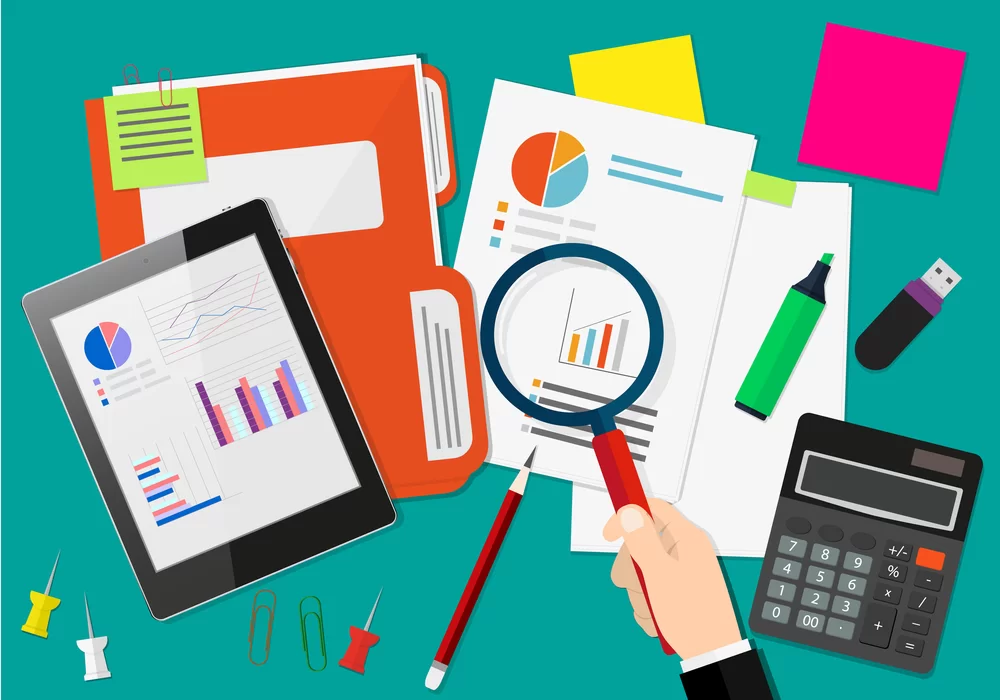 +/-
7 8 9 % -
4 5 6 x /
1 2 3 + −
0 00 . =